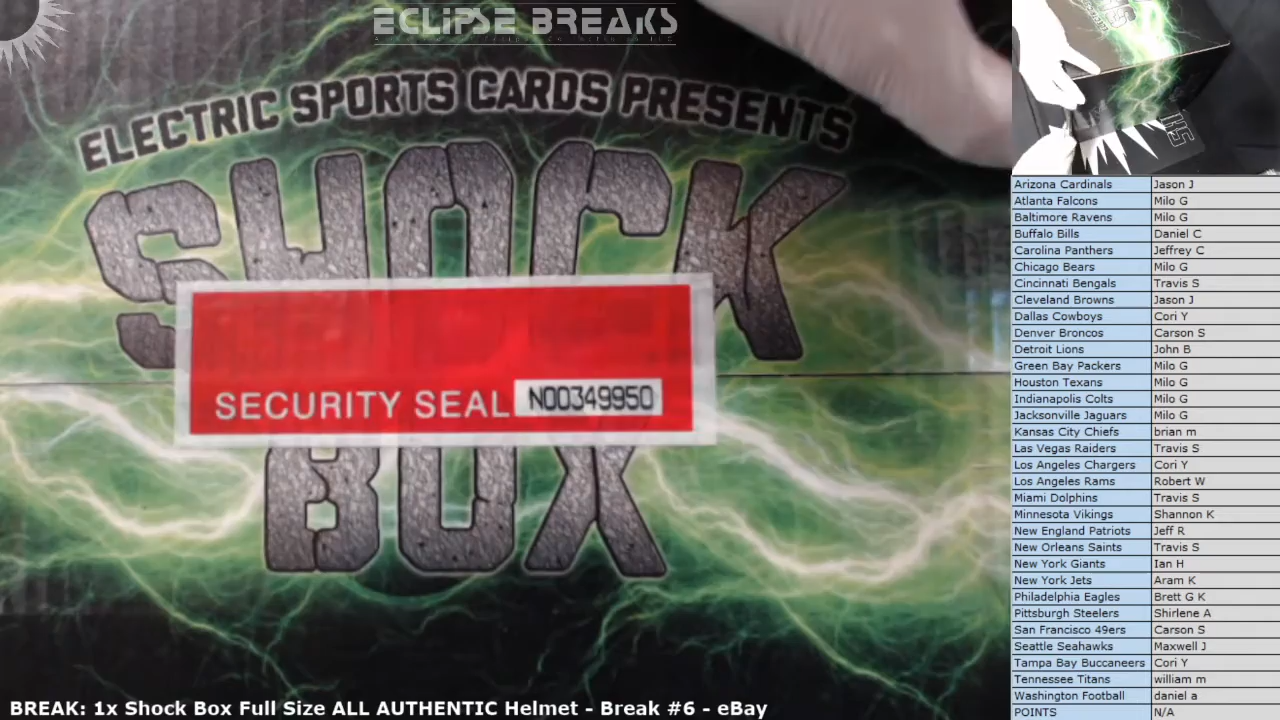 ECLIPSE BREAKS
ELECTRIC SPORTS CARDS PRESENTS
SHOCK
SECURITY SEAL N00349950
BOX
Arizona Cardinals Jason J
Atlanta Falcons Milo G
Baltimore Ravens Milo G
Buffalo Bills Daniel C
Carolina Panthers Jeffrey C
Chicago Bears Milo G
Cincinnati Bengals Travis S
Cleveland Browns Jason J
Dallas Cowboys Cori Y
Denver Broncos Carson S
Detroit Lions John B
Green Bay Packers Milo G
Houston Texans Milo G
Indianapolis Colts Milo G
Jacksonville Jaguars Milo G
Kansas City Chiefs brian m
Las Vegas Raiders Travis S
Los Angeles Chargers Cori Y
Los Angeles Rams Robert W
Miami Dolphins Travis S
Minnesota Vikings Shannon K
New England Patriots Jeff R
New Orleans Saints Travis S
New York Giants Ian H
New York Jets Aram K
Philadelphia Eagles Brett G K
Pittsburgh Steelers Shirlene A
San Francisco 49ers Carson S
Seattle Seahawks Maxwell J
Tampa Bay Buccaneers Cori Y
Tennessee Titans william m
Washington Football daniel a
POINTS N/A
BREAK: 1x Shock Box Full Size ALL AUTHENTIC Helmet - Break #6 - eBay